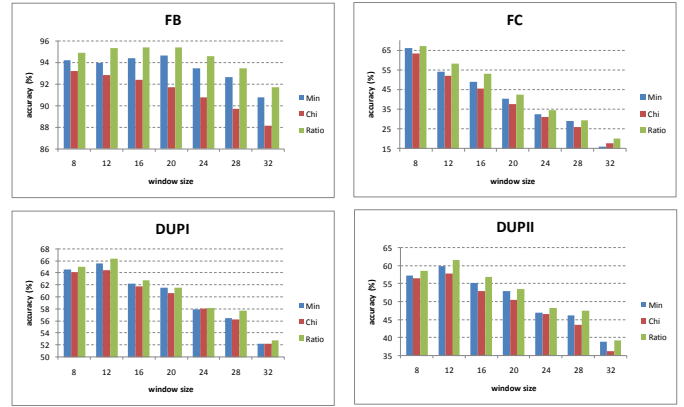 FB
96
94
92
90
88
86
accuracy (%)
8 12 16 20 24 28 32
window size
Min
Chi
Ratio
FC
65
55
45
35
25
15
accuracy (%)
8 12 16 20 24 28 32
window size
Min
Chi
Ratio
DUPI
68
66
64
62
60
58
56
54
52
50
accuracy (%)
8 12 16 20 24 28 32
window size
Min
Chi
Ratio
DUPII
65
60
55
50
45
40
35
accuracy (%)
8 12 16 20 24 28 32
window size
Min
Chi
Ratio